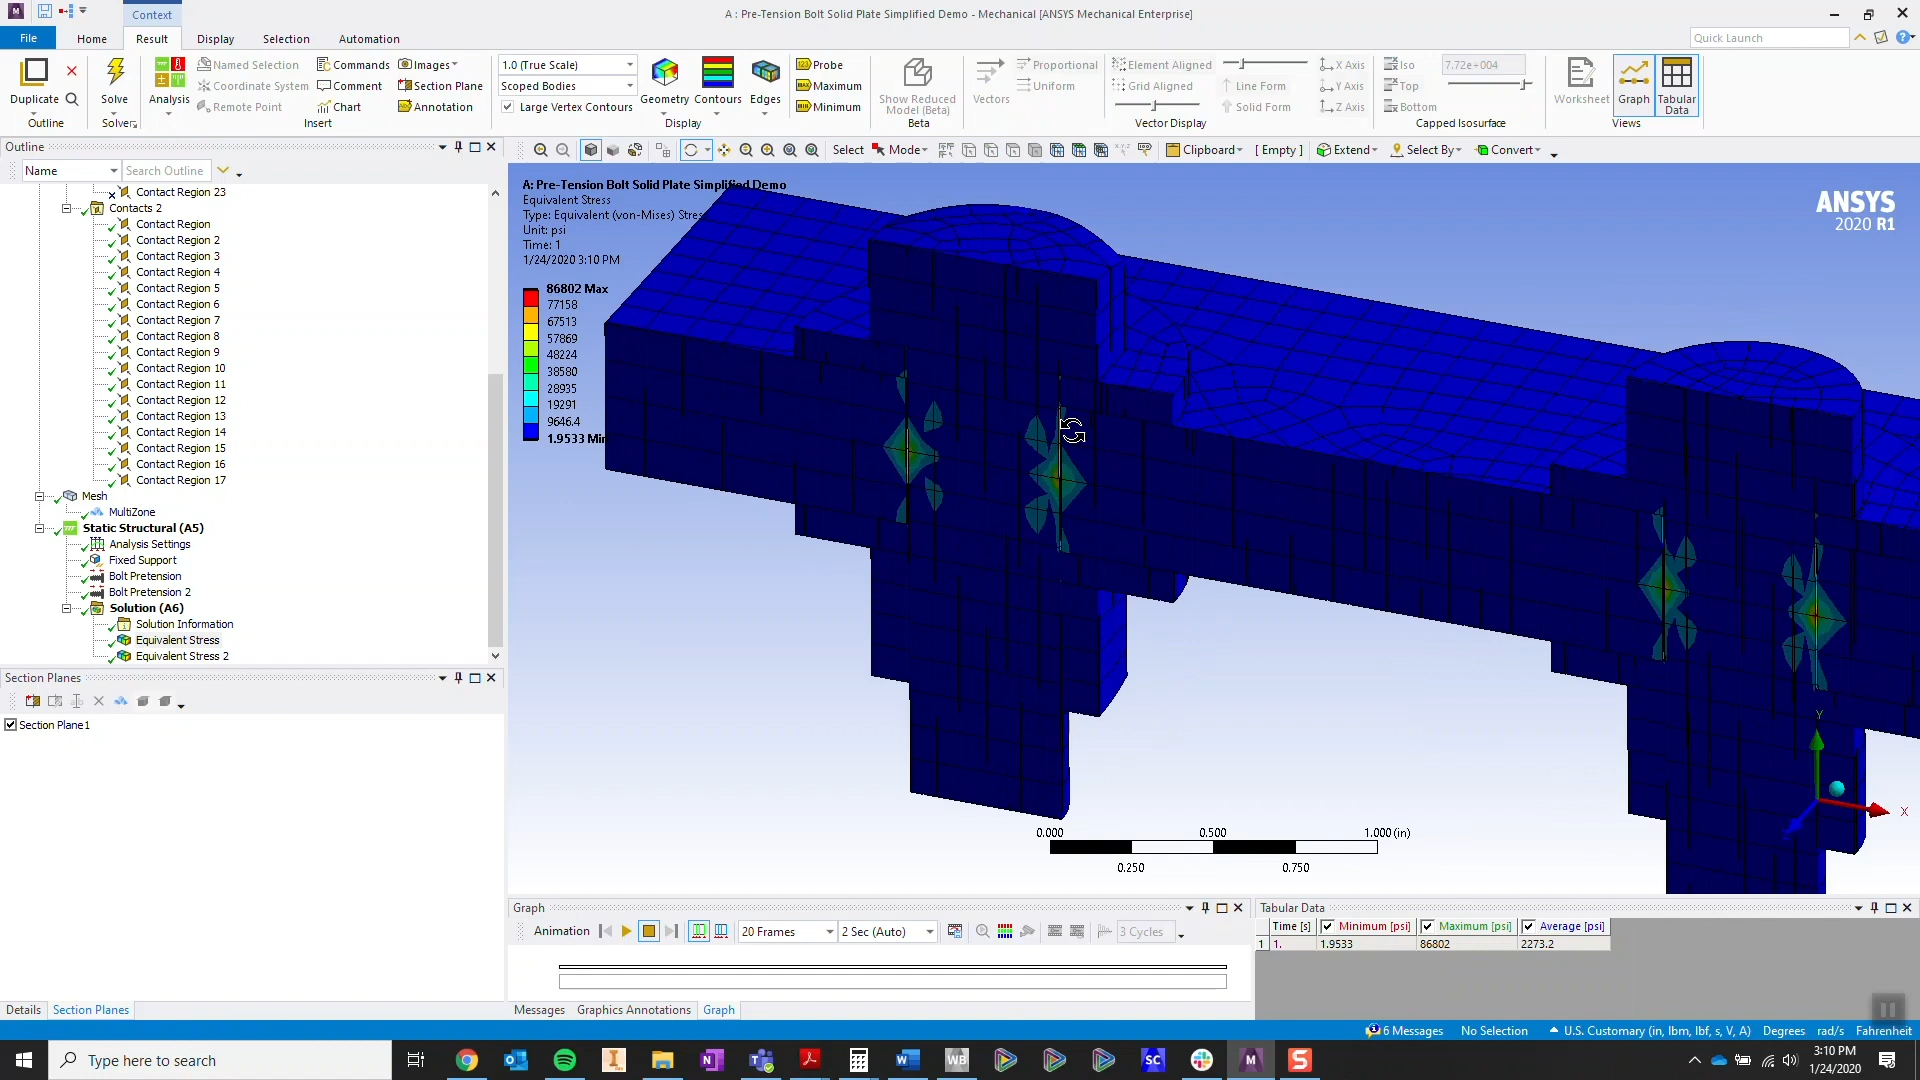 Context
A : Pre-Tension Bolt Solid Plate Simplified Demo - Mechanical [ANSYS Mechanical Enterprise]
File
Home
Result
Display
Selection
Automation
Quick Launch
Duplicate
Outline
Solve
Solver
Analysis
Named Selection
Coordinate System
Remote Point
Commands
Comment
Chart
Images
Section Plane
Annotation
Insert
1.0 (True Scale)
Scoped Bodies
Large Vertex Contours
Geometry
Contours
Edges
Display
Probe
Maximum
Minimum
Show Reduced
Model (Beta)
Beta
Vectors
Proportional
Uniform
Element Aligned
Grid Aligned
Line Form
Solid Form
X Axis
Y Axis
Z Axis
Vector Display
Iso
Top
Bottom
7.72e+004
Capped Isosurface
Worksheet
Graph
Tabular
Data
Views
Outline
Name
Search Outline
Select
Mode
Clipboard
[ Empty ]
Extend
Select By
Convert
Contact Region 23
Contacts 2
Contact Region
Contact Region 2
Contact Region 3
Contact Region 4
Contact Region 5
Contact Region 6
Contact Region 7
Contact Region 8
Contact Region 9
Contact Region 10
Contact Region 11
Contact Region 12
Contact Region 13
Contact Region 14
Contact Region 15
Contact Region 16
Contact Region 17
Mesh
MultiZone
Static Structural (A5)
Analysis Settings
Fixed Support
Bolt Pretension
Bolt Pretension 2
Solution (A6)
Solution Information
Equivalent Stress
Equivalent Stress 2
Section Planes
Section Plane1
Details
Section Planes
A: Pre-Tension Bolt Solid Plate Simplified Demo
Equivalent Stress
Type: Equivalent (von-Mises) Stres
Unit: psi
Time: 1
1/24/2020 3:10 PM
86802 Max
77158
67513
57869
48224
38580
28935
19291
9646.4
1.9533 Min
ANSYS
2020 R1
Y
X
0.000
0.500
1.000 (in)
0.250
0.750
Graph
Animation
20 Frames
2 Sec (Auto)
3 Cycles
Messages
Graphics Annotations
Graph
Tabular Data
Time [s]
Minimum [psi]
Maximum [psi]
Average [psi]
1
1.
1.9533
86802
2273.2
6 Messages
No Selection
U.S. Customary (in, lbm, lbf, s, V, A)
Degrees
rad/s
Fahrenheit
Type here to search
WB
SC
M
3:10 PM
1/24/2020